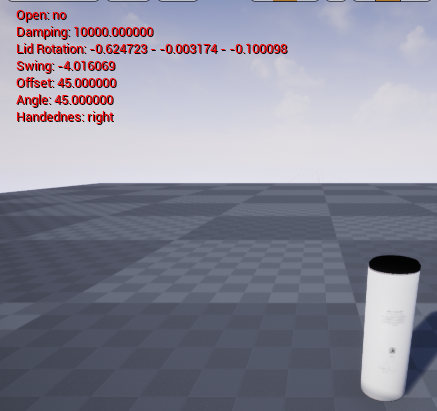 Open: no
Damping: 10000.000000
Lid Rotation: -0.624723 - -0.003174 - -0.100098
Swing: -4.016069
Offset: 45.000000
Angle: 45.000000
Handednes: right